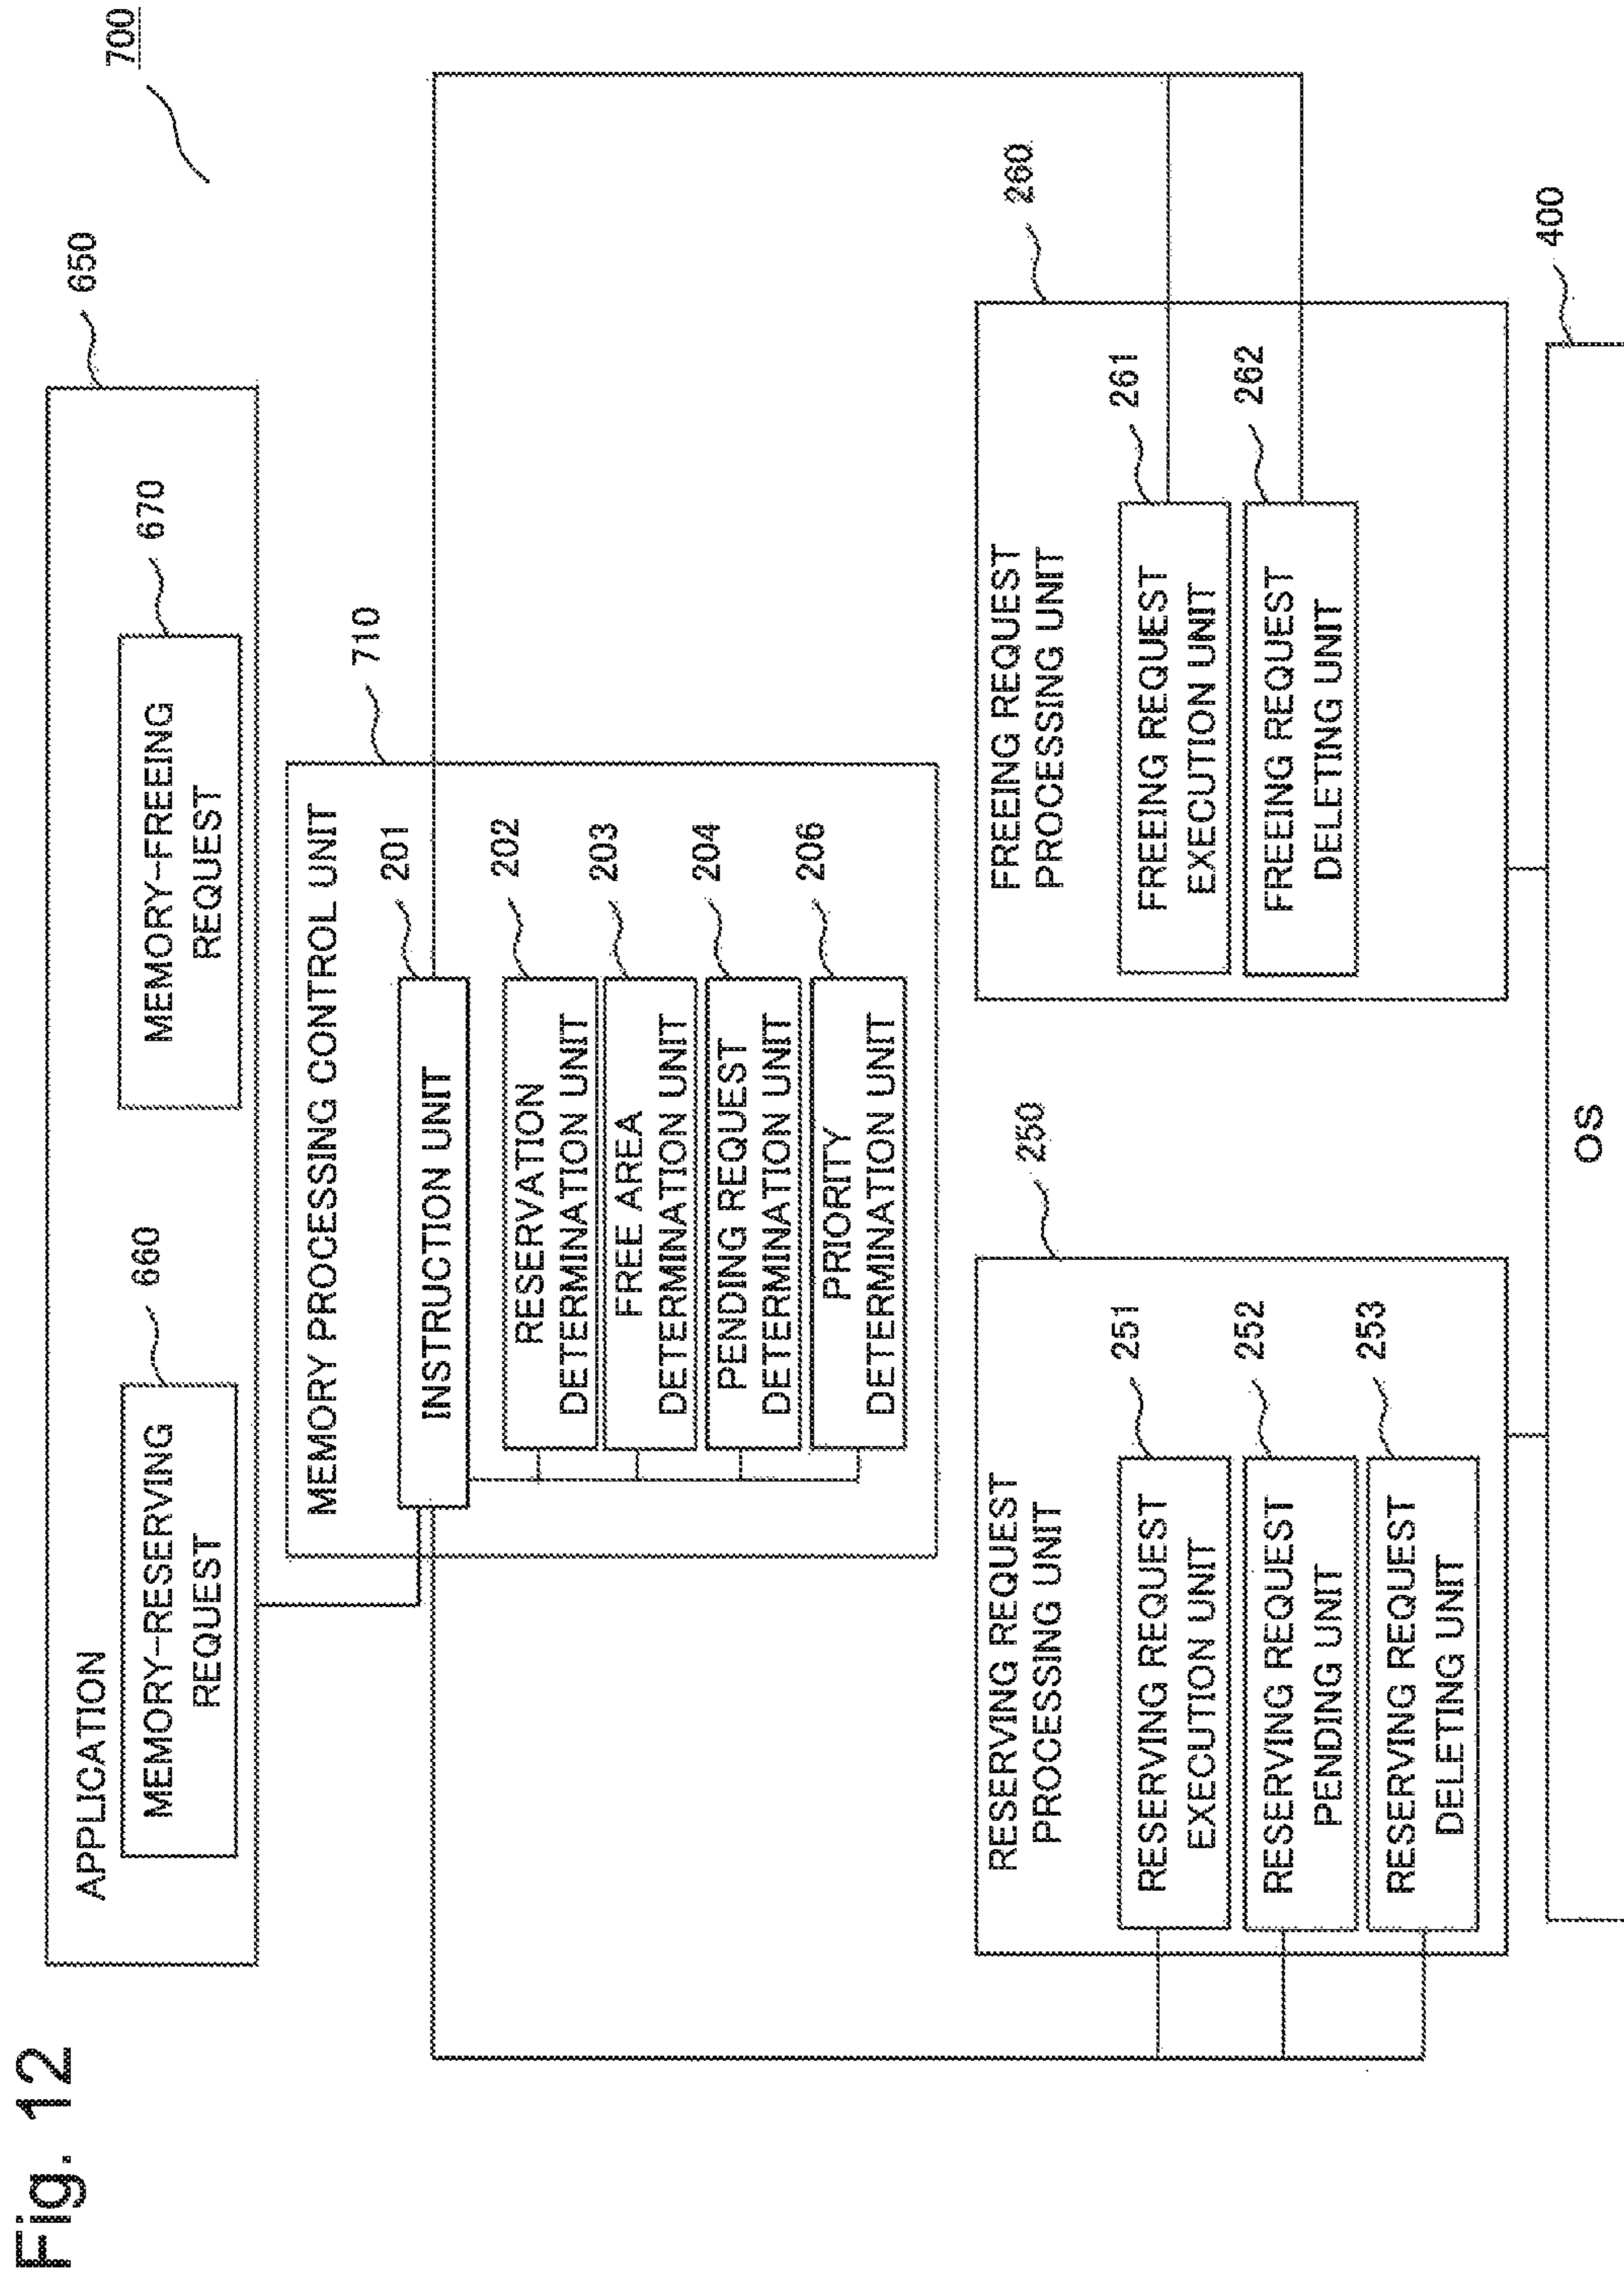 Fig. 12
700
650
APPLICATION
660
MEMORY-RESERVING
REQUEST
670
MEMORY-FREEING
REQUEST
710
MEMORY PROCESSING CONTROL UNIT
201
INSTRUCTION UNIT
202
RESERVATION
DETERMINATION UNIT
203
FREE AREA
DETERMINATION UNIT
204
PENDING REQUEST
DETERMINATION UNIT
206
PRIORITY
DETERMINATION UNIT
250
RESERVING REQUEST
PROCESSING UNIT
251
RESERVING REQUEST
EXECUTION UNIT
252
RESERVING REQUEST
PENDING UNIT
253
RESERVING REQUEST
DELETING UNIT
260
FREEING REQUEST
PROCESSING UNIT
261
FREEING REQUEST
EXECUTION UNIT
262
FREEING REQUEST
DELETING UNIT
400
OS